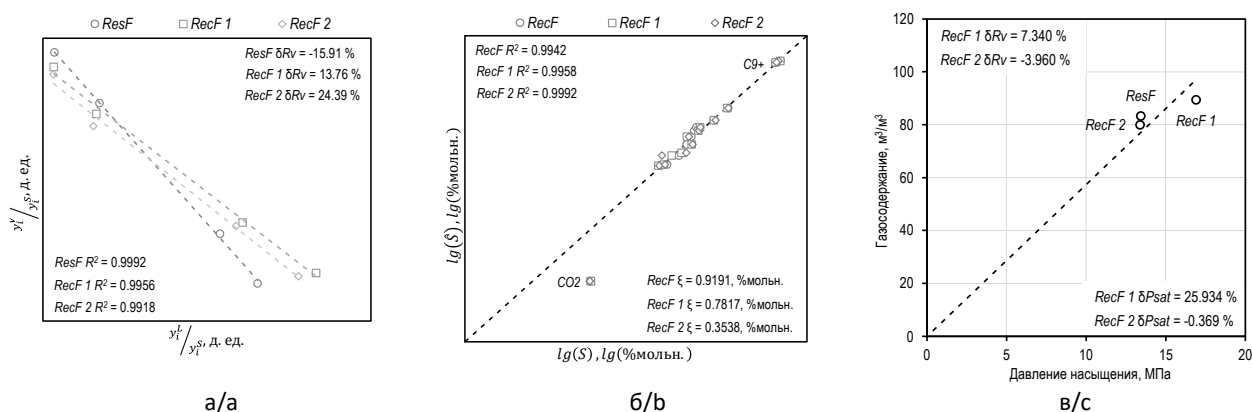 ResF RecF 1 RecF 2
ResF δRv = -15.91 %
RecF 1 δRv = 13.76 %
RecF 2 δRv = 24.39 %
y_i^V/y_i^S, д. ед.
ResF R² = 0.9992
RecF 1 R² = 0.9956
RecF 2 R² = 0.9918
y_i^L/y_i^S, д. ед.
а/a
RecF RecF 1 RecF 2
RecF R² = 0.9942
RecF 1 R² = 0.9958
RecF 2 R² = 0.9992
C9+
lg(Ŝ), lg(%мольн.)
CO2
RecF ξ = 0.9191, %мольн.
RecF 1 ξ = 0.7817, %мольн.
RecF 2 ξ = 0.3538, %мольн.
lg(S), lg(%мольн.)
б/b
120
100
80
60
40
20
0
Газосодержание, м³/м³
RecF 1 δRv = 7.340 %
RecF 2 δRv = -3.960 %
ResF
RecF 2
RecF 1
RecF 1 δPsat = 25.934 %
RecF 2 δPsat = -0.369 %
0 5 10 15 20
Давление насыщения, МПа
в/c